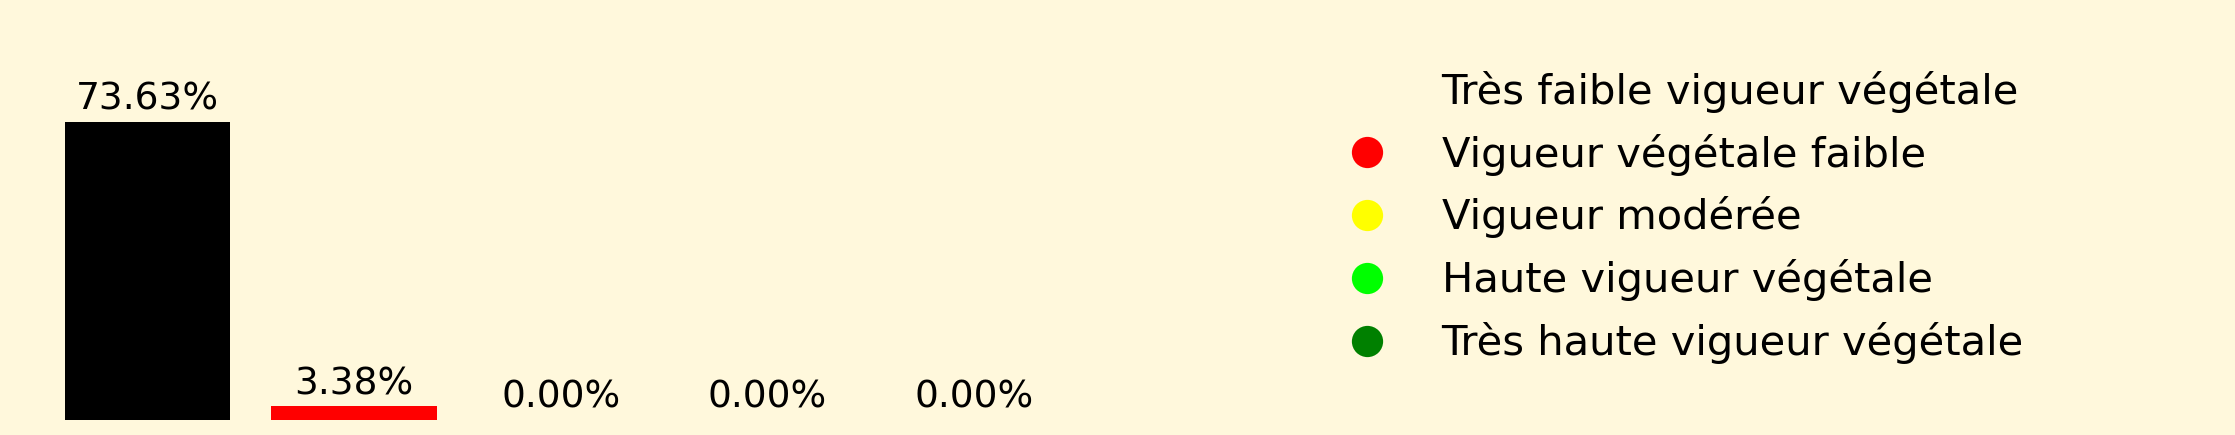 73.63%
3.38%
0.00%
0.00%
0.00%
Très faible vigueur végétale
Vigueur végétale faible
Vigueur modérée
Haute vigueur végétale
Très haute vigueur végétale